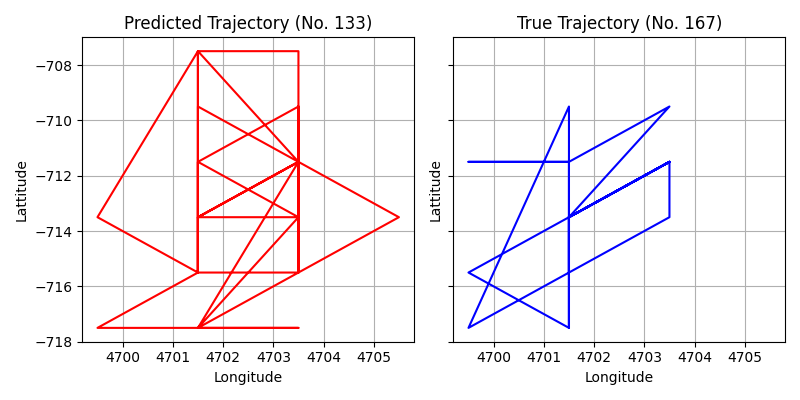 Predicted Trajectory (No. 133)
True Trajectory (No. 167)
−708
−710
−712
−714
−716
−718
Lattitude
Lattitude
4700 4701 4702 4703 4704 4705
4700 4701 4702 4703 4704 4705
Longitude
Longitude